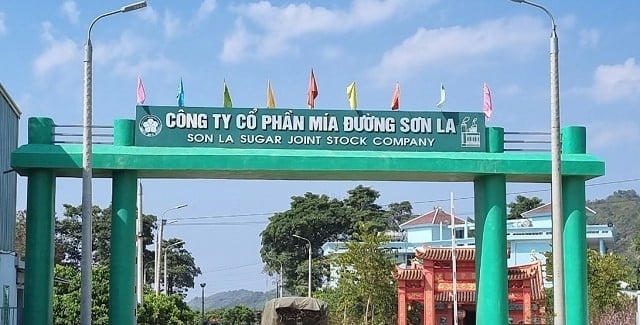 CÔNG TY CỔ PHẦN MÍA ĐƯỜNG SƠN LA
SON LA SUGAR JOINT STOCK COMPANY